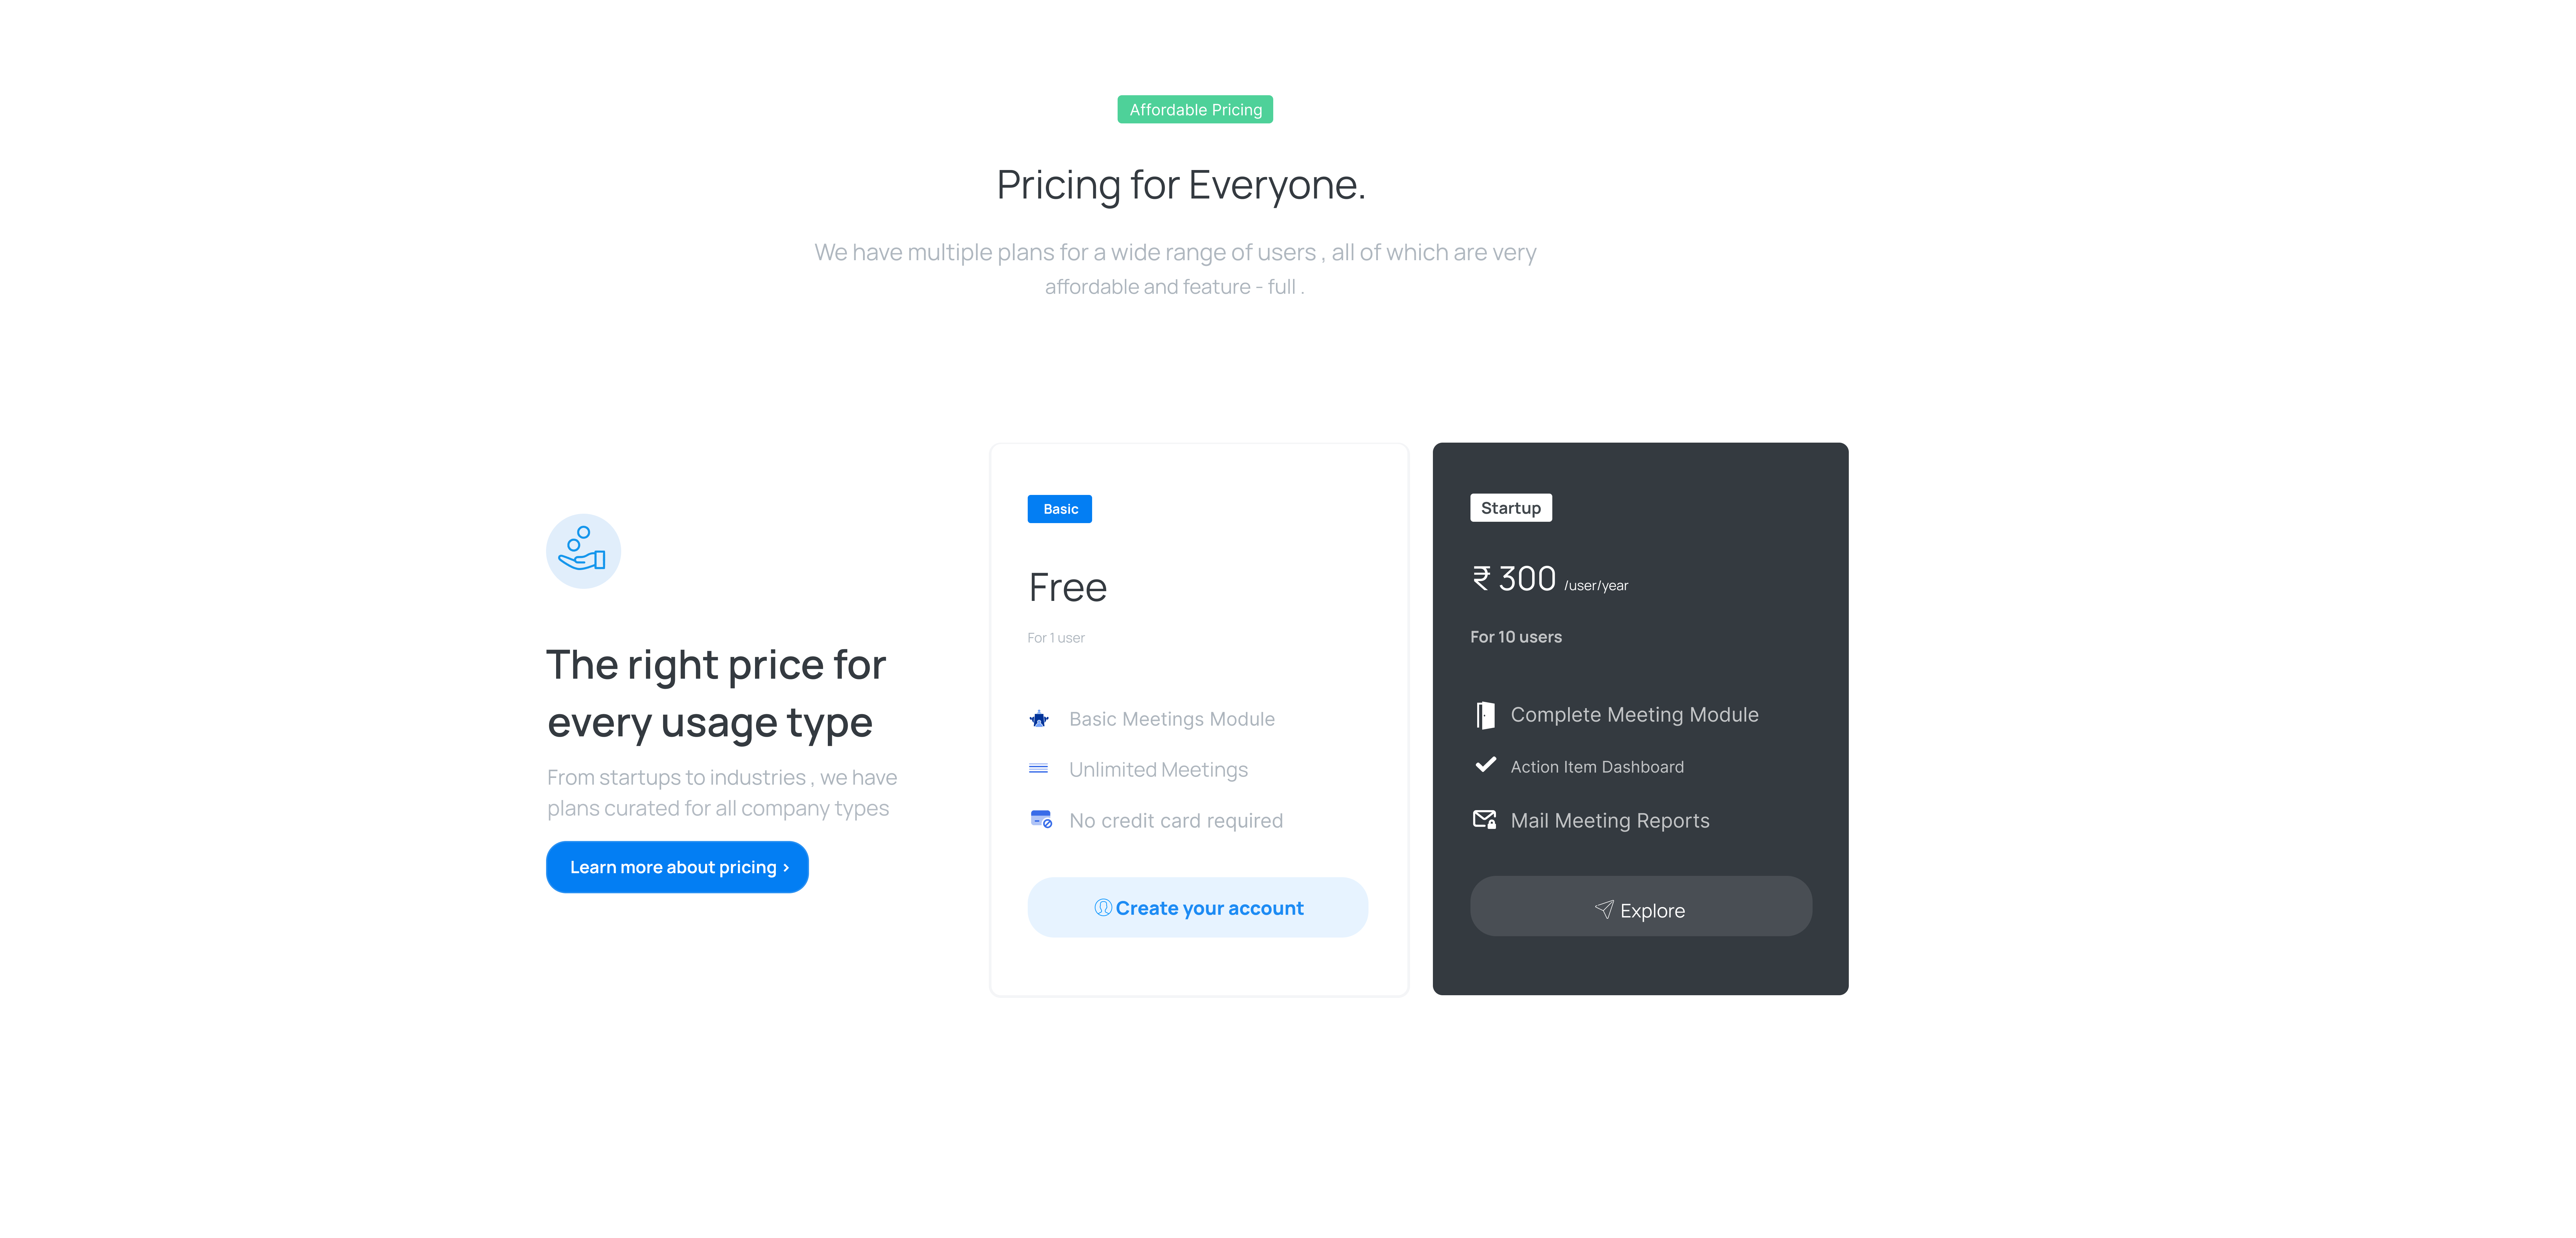 Affordable Pricing
Pricing for Everyone.
We have multiple plans for a wide range of users , all of which are very
affordable and feature - full .
The right price for
every usage type
From startups to industries , we have
plans curated for all company types
Learn more about pricing ›
Basic
Free
For 1 user
Basic Meetings Module
Unlimited Meetings
No credit card required
Create your account
Startup
₹ 300 /user/year
For 10 users
Complete Meeting Module
Action Item Dashboard
Mail Meeting Reports
Explore